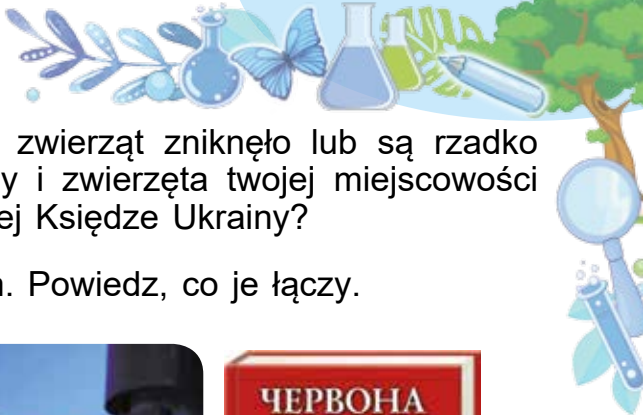 zwierząt zniknęło lub są rzadko
y i zwierzęta twojej miejscowości
ej Księdze Ukrainy?
. Powiedz, co je łączy.
ЧЕРВОНА